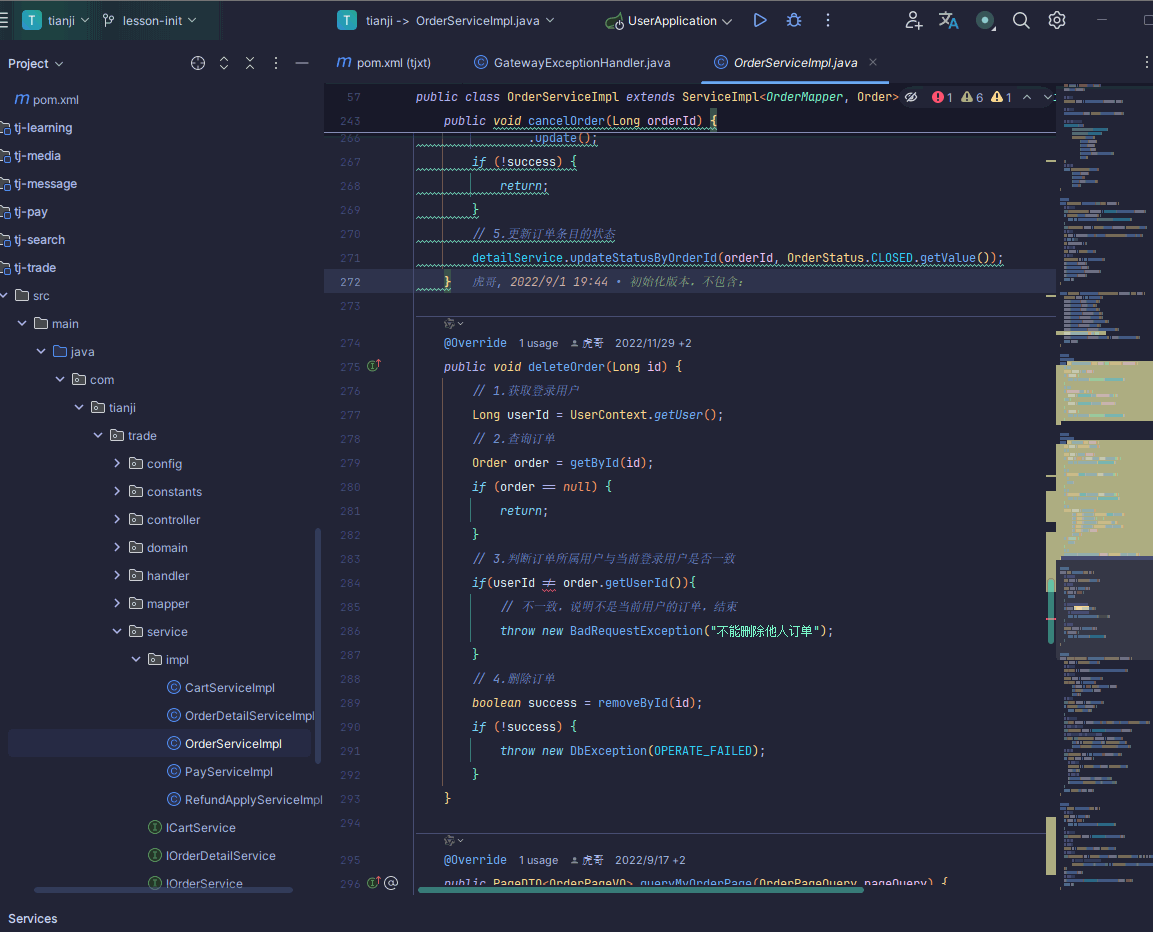 T tianji lesson-init T tianji -> OrderServiceImpl.java UserApplication
Project
pom.xml (tjxt) GatewayExceptionHandler.java OrderServiceImpl.java
pom.xml
tj-learning
tj-media
tj-message
tj-pay
tj-search
tj-trade
src
main
java
com
tianji
trade
config
constants
controller
domain
handler
mapper
service
impl
CartServiceImpl
OrderDetailServiceImpl
OrderServiceImpl
PayServiceImpl
RefundApplyServiceImpl
ICartService
IOrderDetailService
IOrderService
Services
57 public class OrderServiceImpl extends ServiceImpl<OrderMapper, Order> 1 6 1
243 public void cancelOrder(Long orderId) {
266 .update();
267 if (!success) {
268 return;
269 }
270 // 5.更新订单条目的状态
271 detailService.updateStatusByOrderId(orderId, OrderStatus.CLOSED.getValue());
272 } 虎哥, 2022/9/1 19:44 • 初始化版本，不包含：
273
274 @Override 1 usage 虎哥 2022/11/29 +2
275 public void deleteOrder(Long id) {
276 // 1.获取登录用户
277 Long userId = UserContext.getUser();
278 // 2.查询订单
279 Order order = getById(id);
280 if (order == null) {
281 return;
282 }
283 // 3.判断订单所属用户与当前登录用户是否一致
284 if(userId != order.getUserId()){
285 // 不一致，说明不是当前用户的订单，结束
286 throw new BadRequestException("不能删除他人订单");
287 }
288 // 4.删除订单
289 boolean success = removeById(id);
290 if (!success) {
291 throw new DbException(OPERATE_FAILED);
292 }
293 }
294
295 @Override 1 usage 虎哥 2022/9/17 +2
296 public PageDTO<OrderPageVO> queryMyOrderPage(OrderPageQuery pageQuery) {